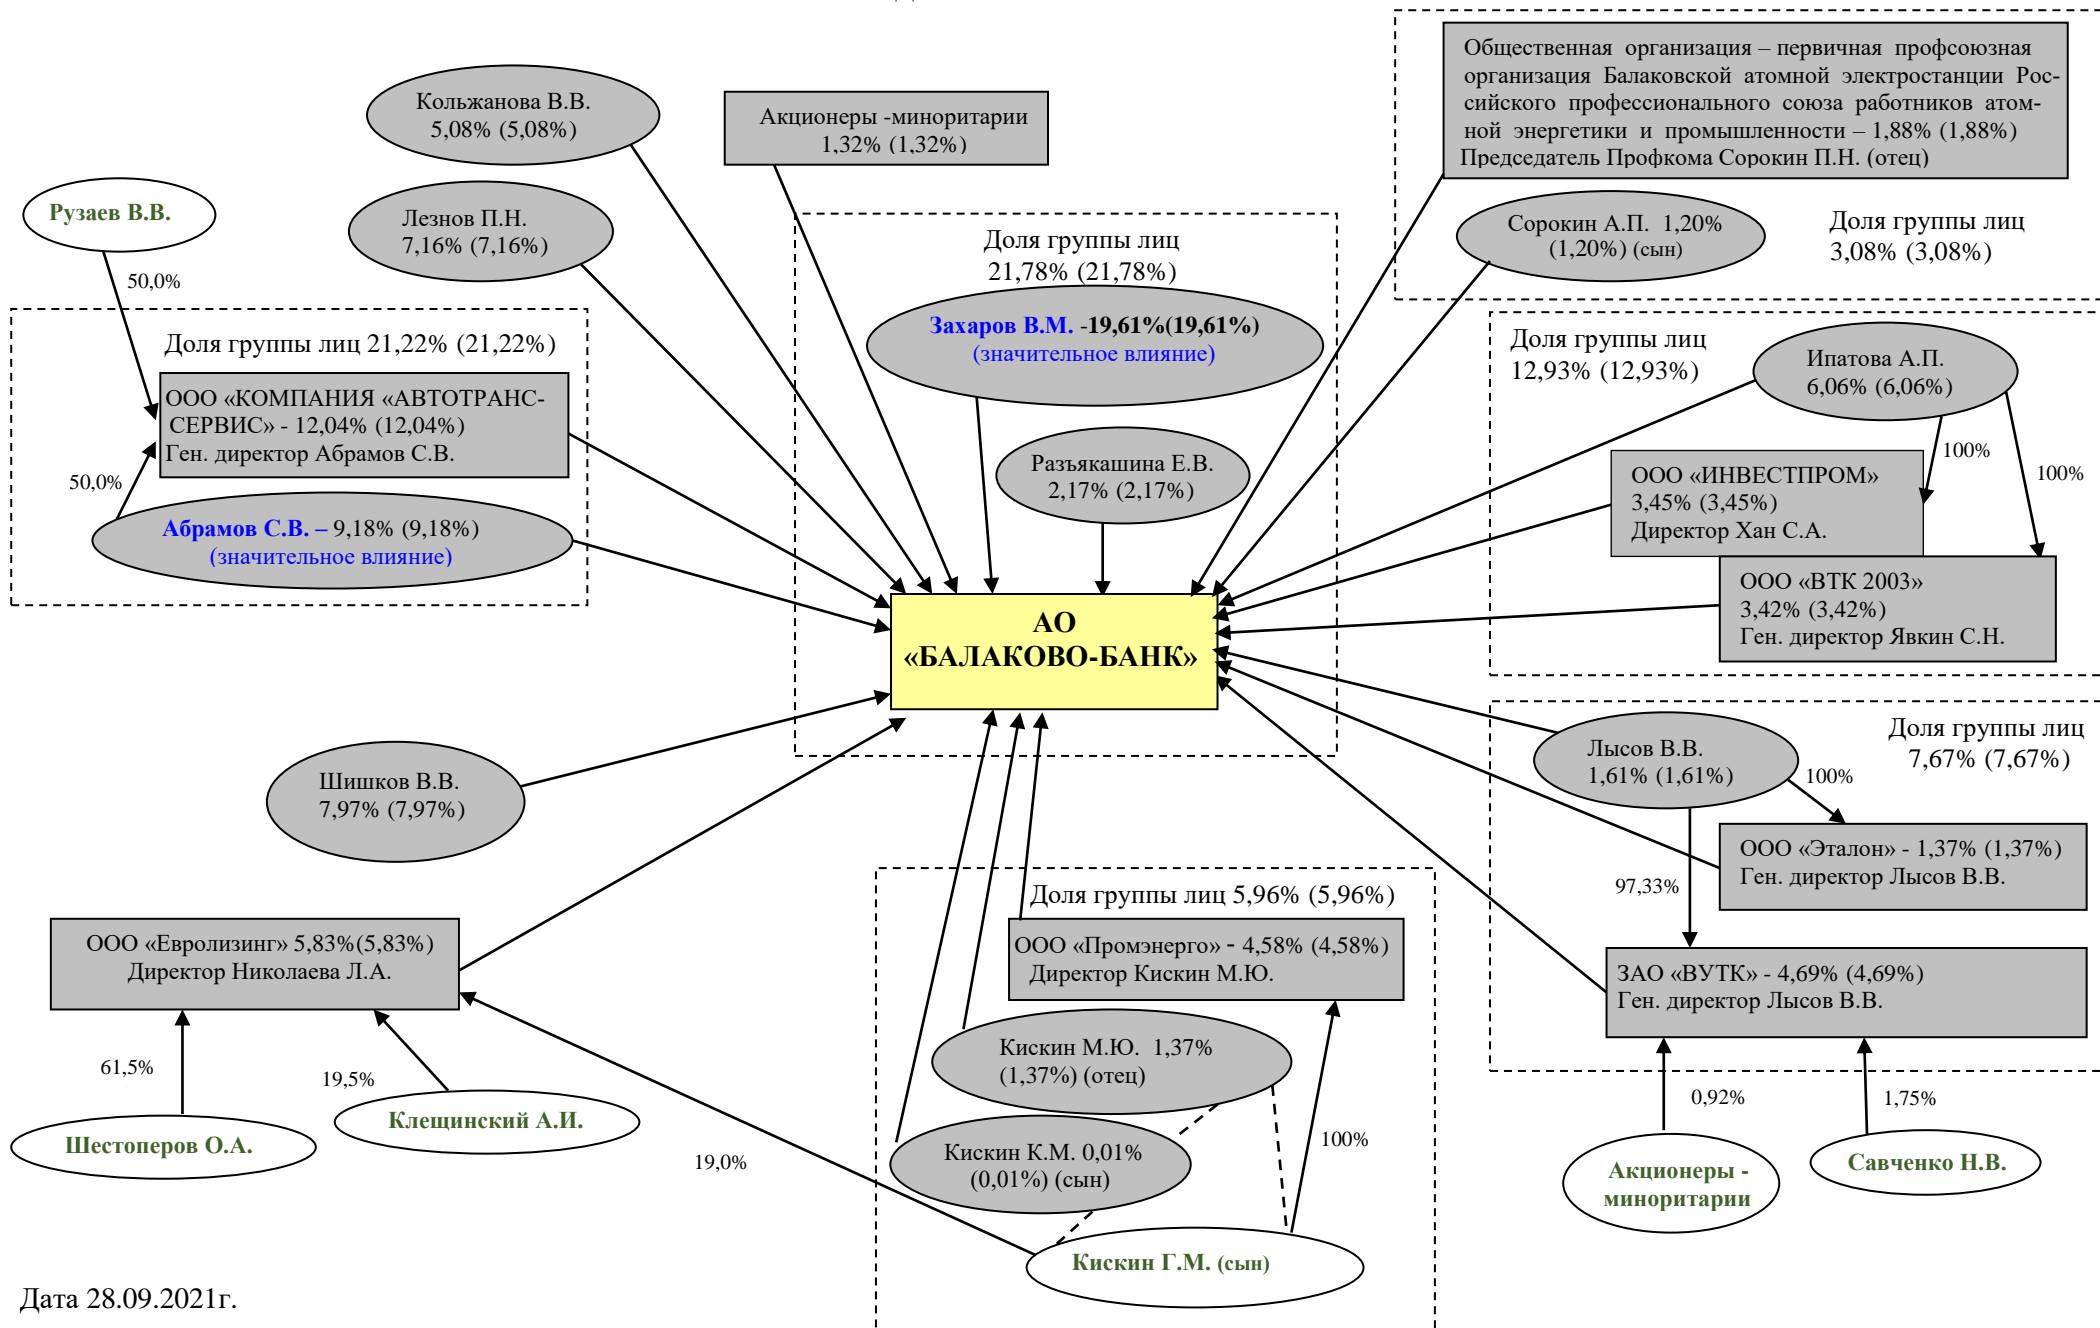 Общественная организация – первичная профсоюзная
организация Балаковской атомной электростанции Рос-
сийского профессионального союза работников атом-
ной энергетики и промышленности – 1,88% (1,88%)
Председатель Профкома Сорокин П.Н. (отец)
Кольжанова В.В.
5,08% (5,08%)
Акционеры -миноритарии
1,32% (1,32%)
Рузаев В.В.
Лезнов П.Н.
7,16% (7,16%)
Сорокин А.П. 1,20%
(1,20%) (сын)
Доля группы лиц
3,08% (3,08%)
Доля группы лиц
21,78% (21,78%)
50,0%
Захаров В.М. -19,61%(19,61%)
(значительное влияние)
Доля группы лиц 21,22% (21,22%)
ООО «КОМПАНИЯ «АВТОТРАНС-
СЕРВИС» - 12,04% (12,04%)
Ген. директор Абрамов С.В.
50,0%
Абрамов С.В. – 9,18% (9,18%)
(значительное влияние)
Доля группы лиц
12,93% (12,93%)
Ипатова А.П.
6,06% (6,06%)
100%
100%
Разъякашина Е.В.
2,17% (2,17%)
ООО «ИНВЕСТПРОМ»
3,45% (3,45%)
Директор Хан С.А.
ООО «ВТК 2003»
3,42% (3,42%)
Ген. директор Явкин С.Н.
АО
«БАЛАКОВО-БАНК»
Доля группы лиц
7,67% (7,67%)
Лысов В.В.
1,61% (1,61%)
100%
Шишков В.В.
7,97% (7,97%)
ООО «Эталон» - 1,37% (1,37%)
Ген. директор Лысов В.В.
97,33%
Доля группы лиц 5,96% (5,96%)
ООО «Евролизинг» 5,83%(5,83%)
Директор Николаева Л.А.
ООО «Промэнерго» - 4,58% (4,58%)
Директор Кискин М.Ю.
ЗАО «ВУТК» - 4,69% (4,69%)
Ген. директор Лысов В.В.
61,5%
19,5%
Кискин М.Ю. 1,37%
(1,37%) (отец)
0,92%
1,75%
Шестоперов О.А.
Клещинский А.И.
19,0%
Кискин К.М. 0,01%
(0,01%) (сын)
100%
Акционеры -
миноритарии
Савченко Н.В.
Кискин Г.М. (сын)
Дата 28.09.2021г.